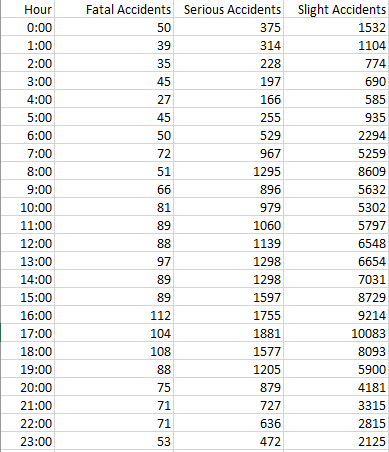 Hour Fatal Accidents Serious Accidents Slight Accidents
0:00 50 375 1532
1:00 39 314 1104
2:00 35 228 774
3:00 45 197 690
4:00 27 166 585
5:00 45 255 935
6:00 50 529 2294
7:00 72 967 5259
8:00 51 1295 8609
9:00 66 896 5632
10:00 81 979 5302
11:00 89 1060 5797
12:00 88 1139 6548
13:00 97 1298 6654
14:00 89 1298 7031
15:00 89 1597 8729
16:00 112 1755 9214
17:00 104 1881 10083
18:00 108 1577 8093
19:00 88 1205 5900
20:00 75 879 4181
21:00 71 727 3315
22:00 71 636 2815
23:00 53 472 2125